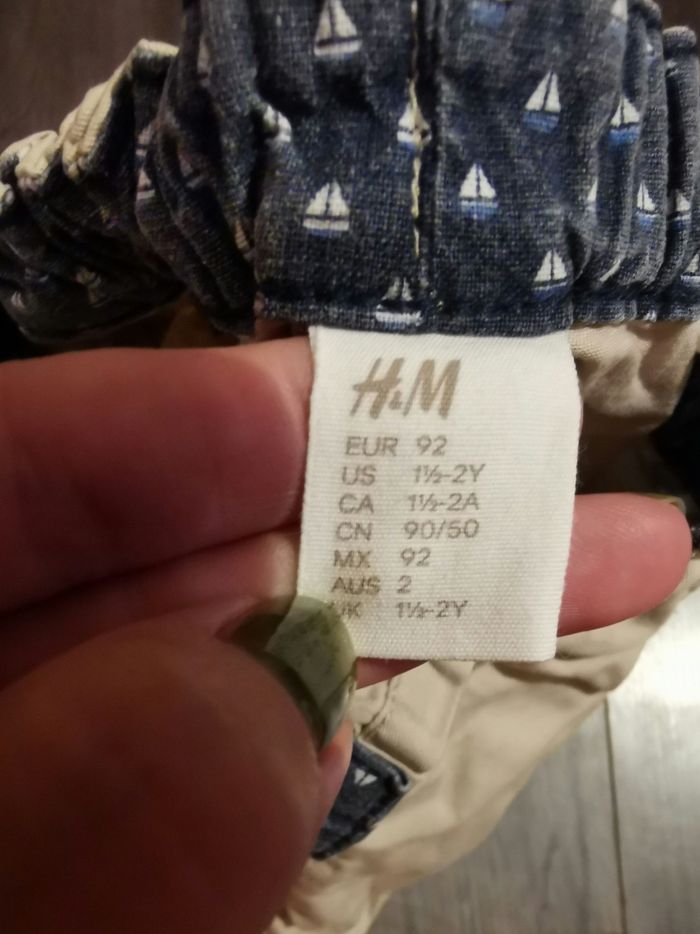 H&M
EUR 92
US 1½-2Y
CA 1½-2A
CN 90/50
MX 92
AUS 2
UK 1½-2Y